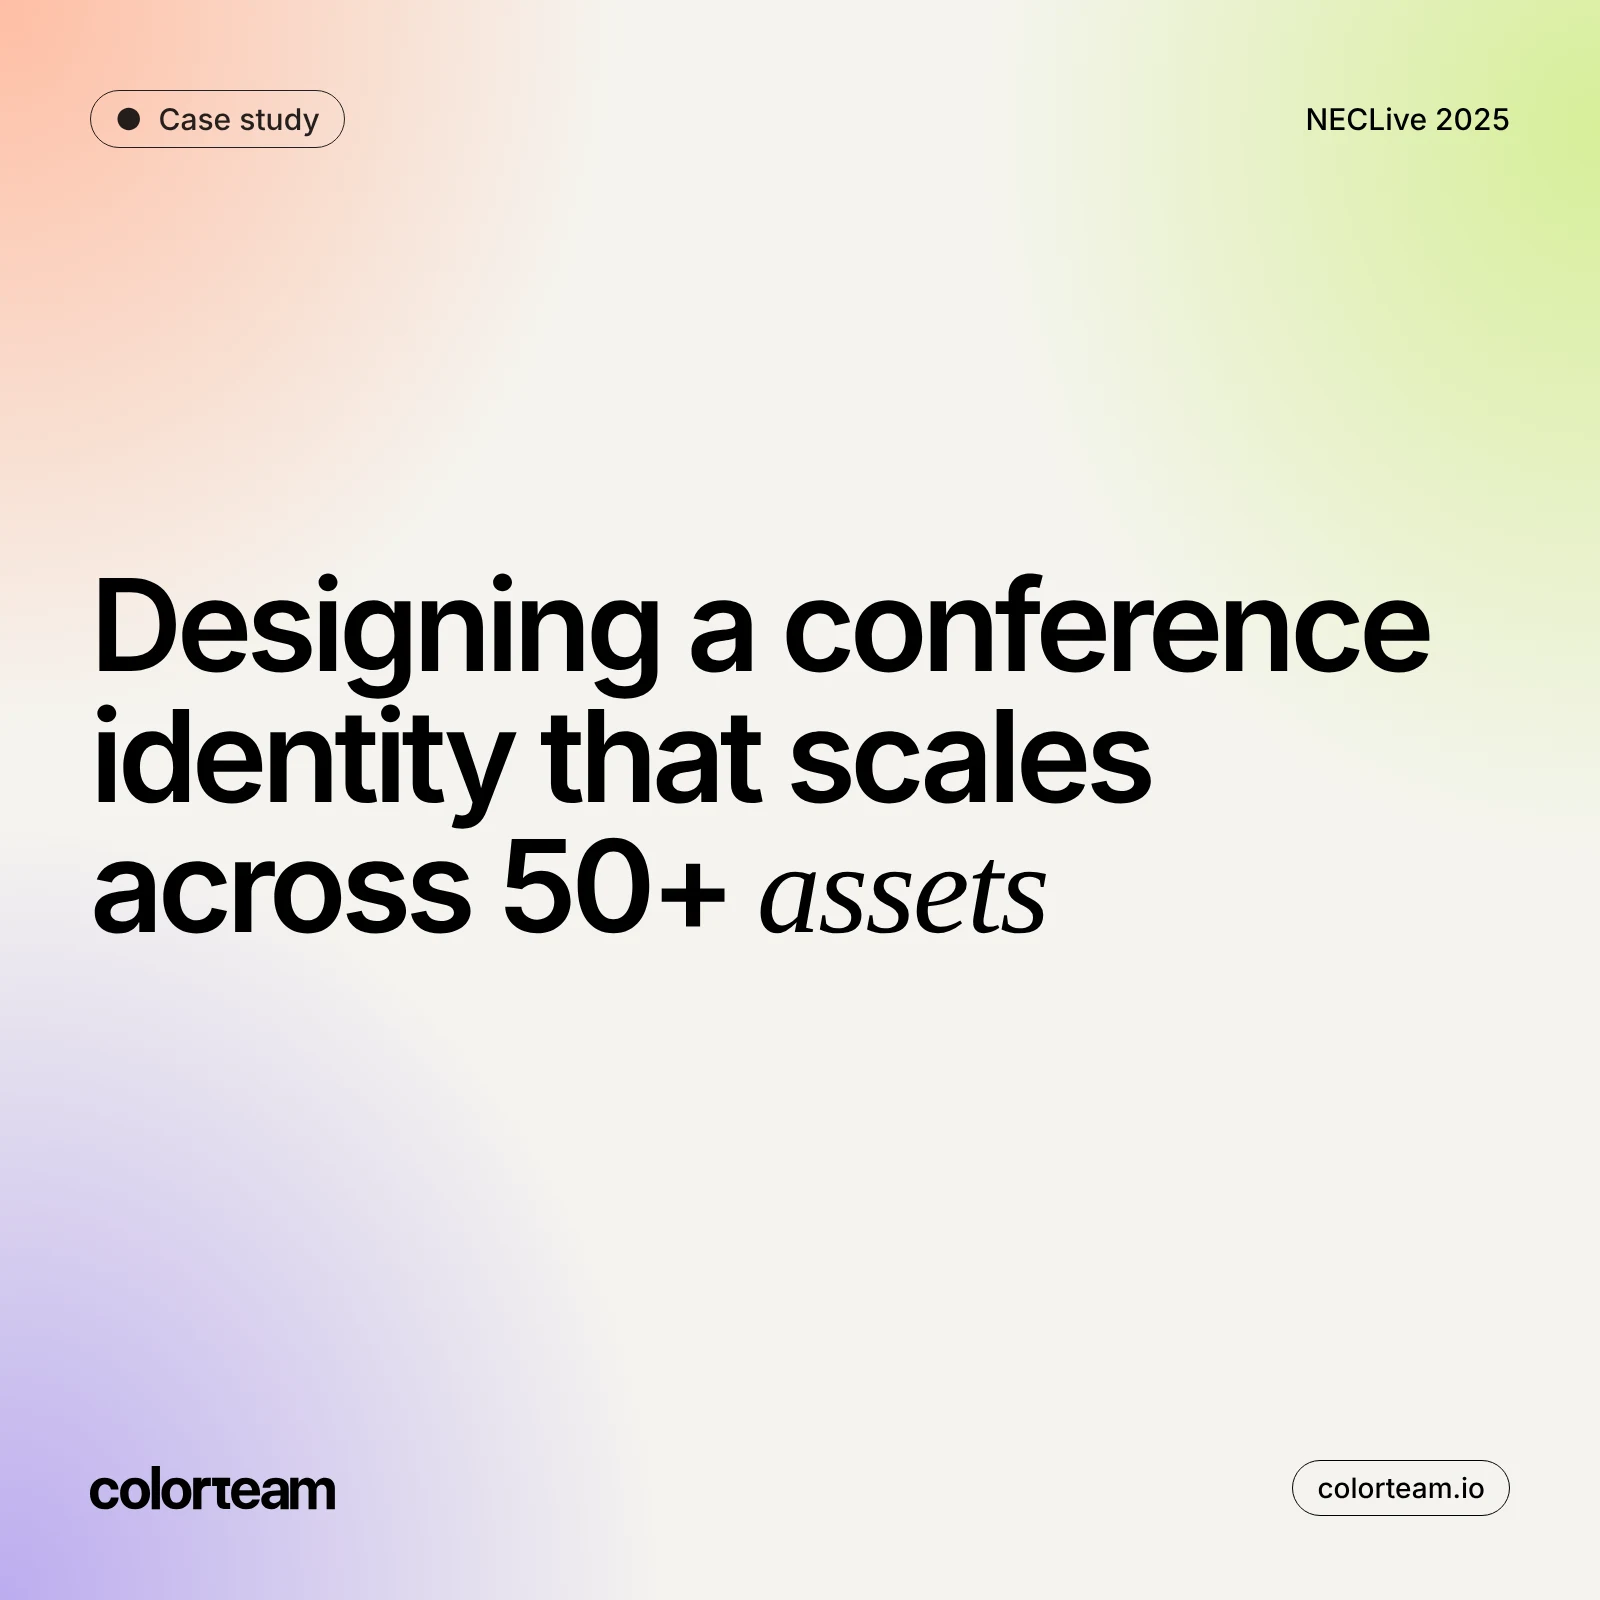 Case study
NECLive 2025
Designing a conference
identity that scales
across 50+ assets
colorteam
colorteam.io